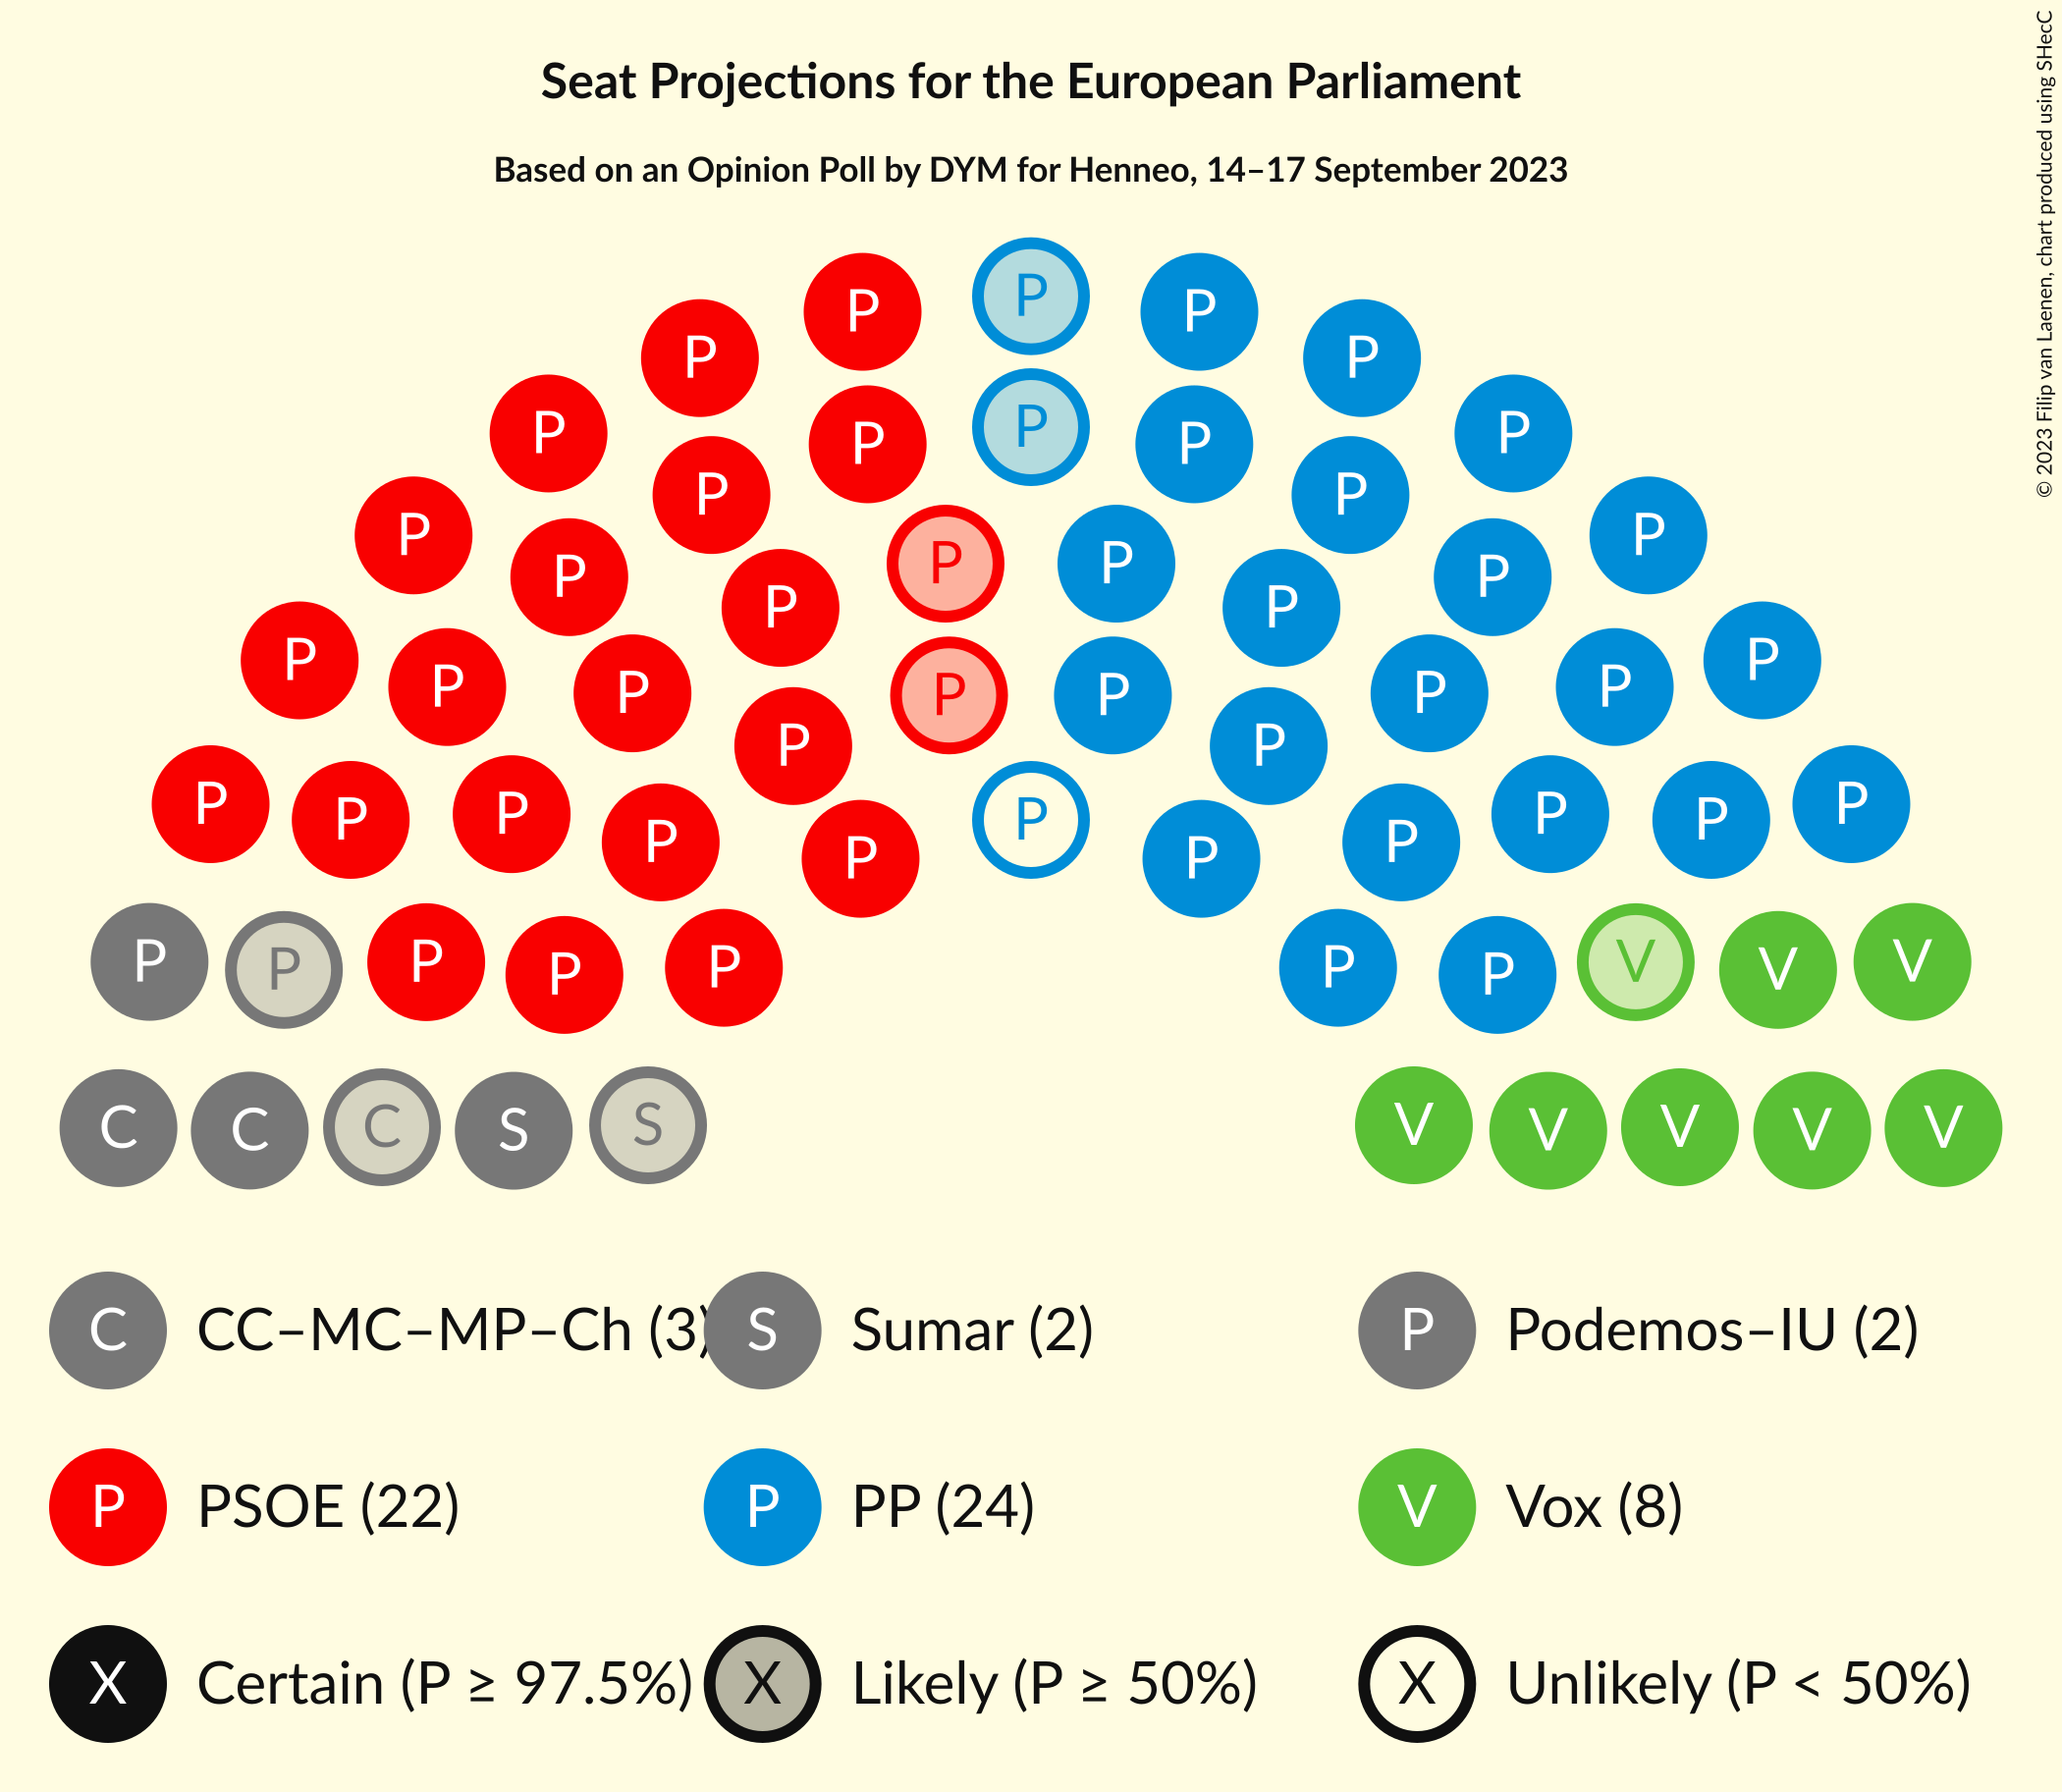 Seat Projections for the European Parliament
Based on an Opinion Poll by DYM for Henneo, 14–17 September 2023
© 2023 Filip van Laenen, chart produced using SHecC
P P P
P P
P P P P P
P P
P P
P P P P
P P
P P
P P P P P P
P P
P P P P P P P P P P P
P P P P P P P V V V
C C C S S V V V V V
C CC–MC–MP–Ch (3) S Sumar (2) P Podemos–IU (2)
P PSOE (22) P PP (24) V Vox (8)
X Certain (P ≥ 97.5%) X Likely (P ≥ 50%) X Unlikely (P < 50%)